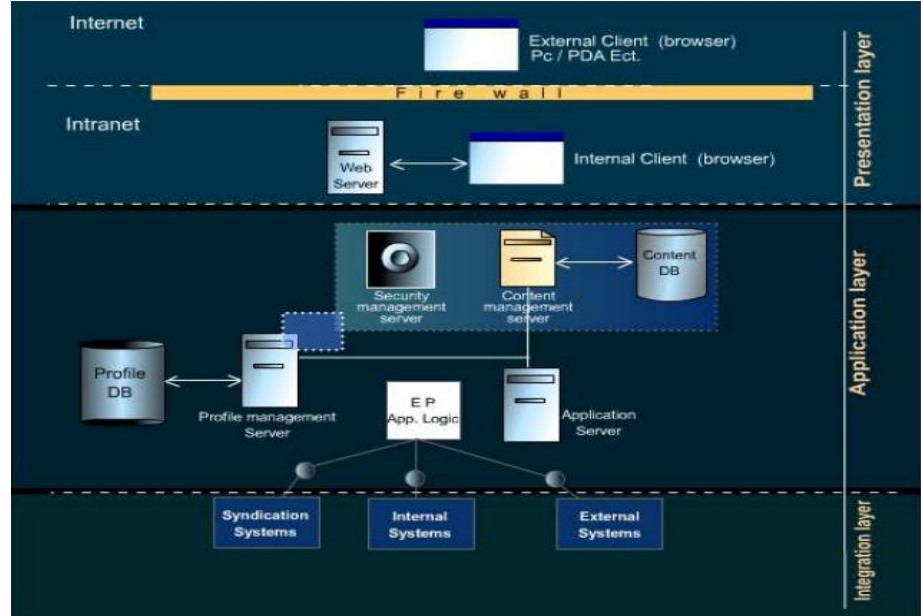 Internet
External Client (browser)
Pc / PDA Ect.
Fire wall
Intranet
Web
Server
Internal Client (browser)
Presentation layer
Security
management
server
Content
management
server
Content
DB
Profile
DB
Profile management
Server
E P
App. Logic
Application
Server
Application layer
Syndication
Systems
Internal
Systems
External
Systems
Integration layer